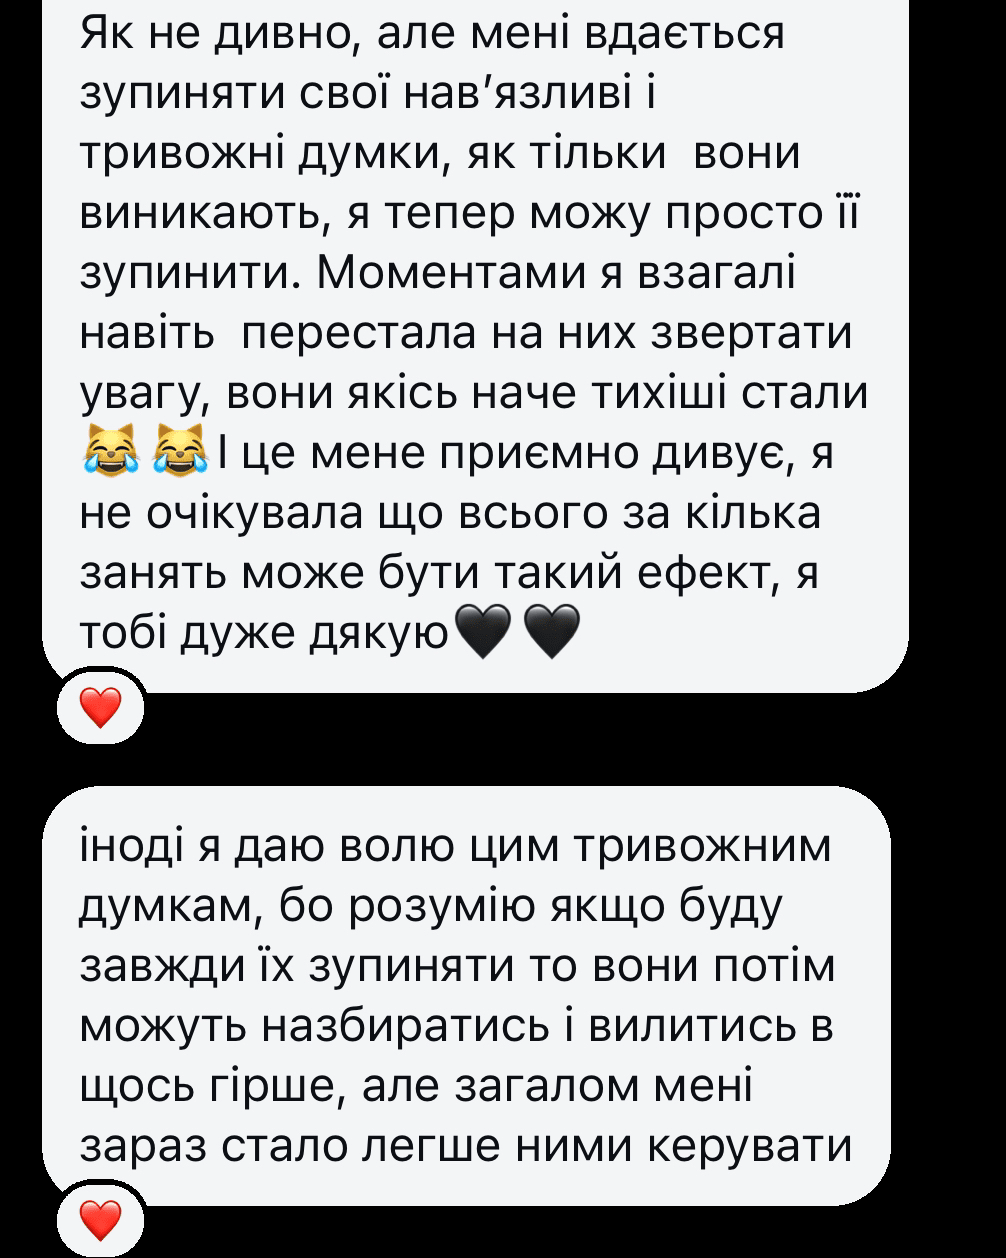 Як не дивно, але мені вдається
зупиняти свої нав’язливі і
тривожні думки, як тільки  вони
виникають, я тепер можу просто її
зупинити. Моментами я взагалі
навіть  перестала на них звертати
увагу, вони якісь наче тихіші стали
😹😹І це мене приємно дивує, я
не очікувала що всього за кілька
занять може бути такий ефект, я
тобі дуже дякую🖤🖤
іноді я даю волю цим тривожним
думкам, бо розумію якщо буду
завжди їх зупиняти то вони потім
можуть назбиратись і вилитись в
щось гірше, але загалом мені
зараз стало легше ними керувати